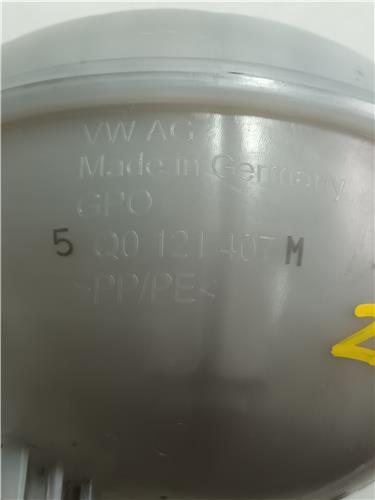 VW AG
Made in Germany
GPO
5 Q0 121 407 M
>PP/PE<